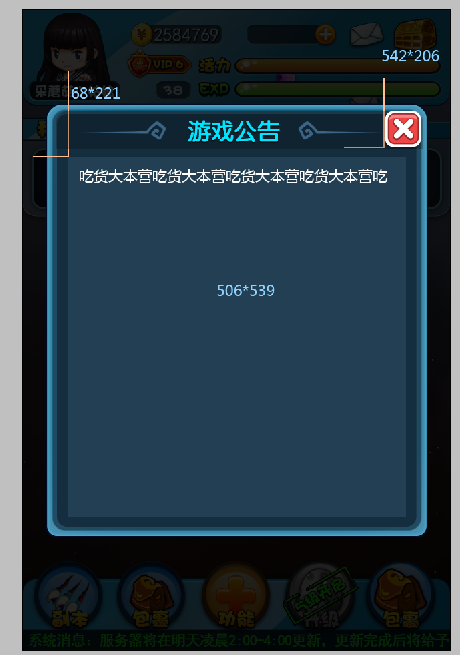 2584769
VIP 6 活力
542*206
68*221
38 EXP
游戏公告
吃货大本营吃货大本营吃货大本营吃货大本营吃
506*539
副本 包裹 功能 升级 包裹
系统消息：服务器将在明天凌晨2:00-4:00更新，更新完成后将给予